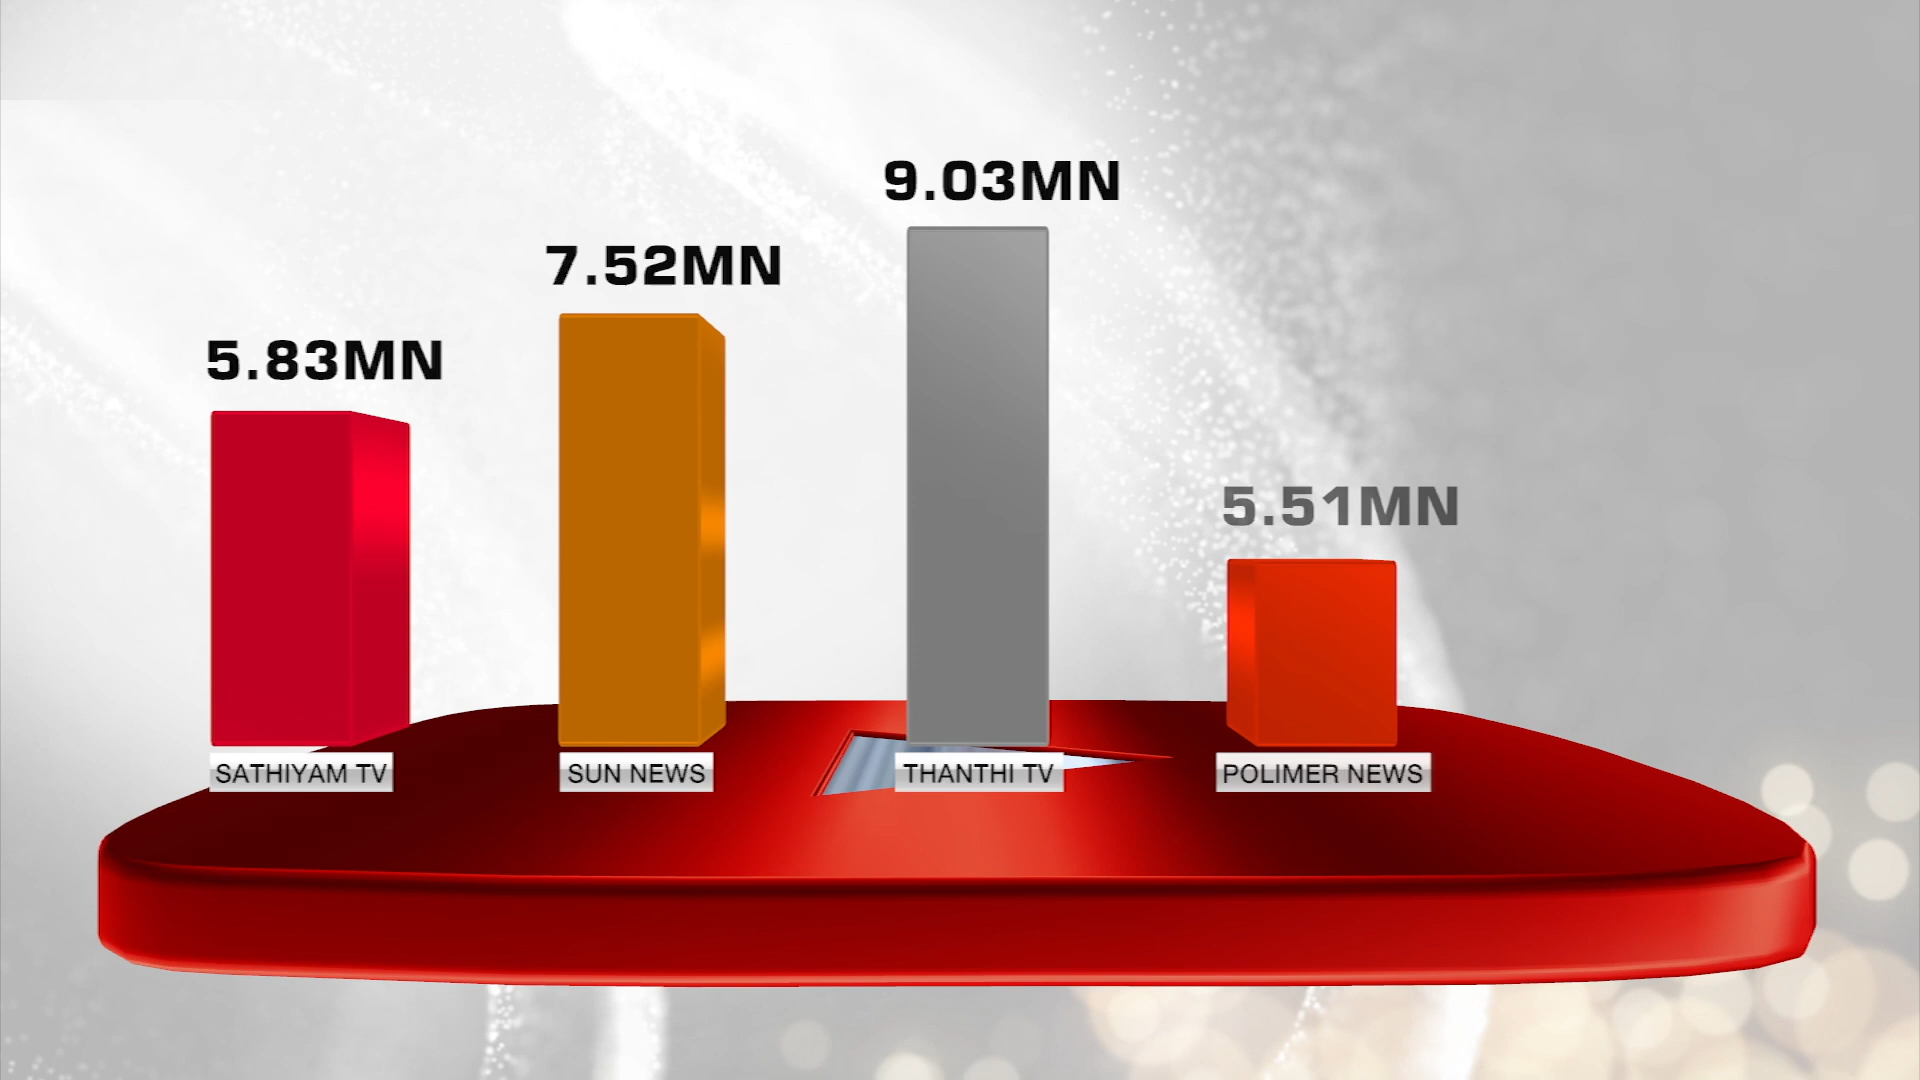 9.03MN
7.52MN
5.83MN
5.51MN
SATHIYAM TV
SUN NEWS
THANTHI TV
POLIMER NEWS